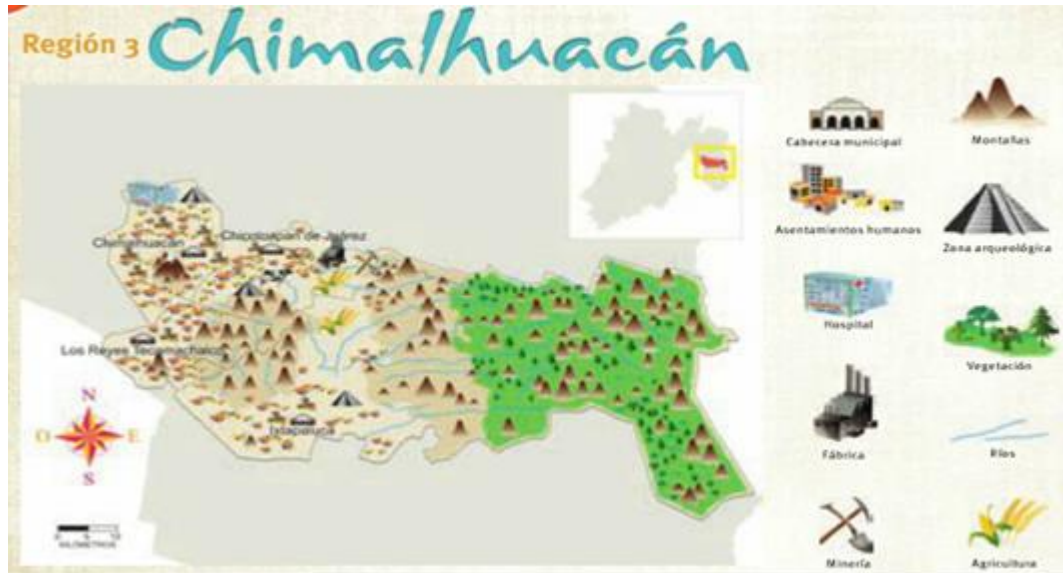 Región 3 Chimalhuacán
Chimalhuacán
Chicoloapan de Juárez
Los Reyes
Ixtapaluca
N
O
E
S
KILÓMETROS
Cabecera municipal
Montañas
Asentamientos humanos
Zona arqueológica
Hospital
Vegetación
Fábrica
Ríos
Minería
Agricultura